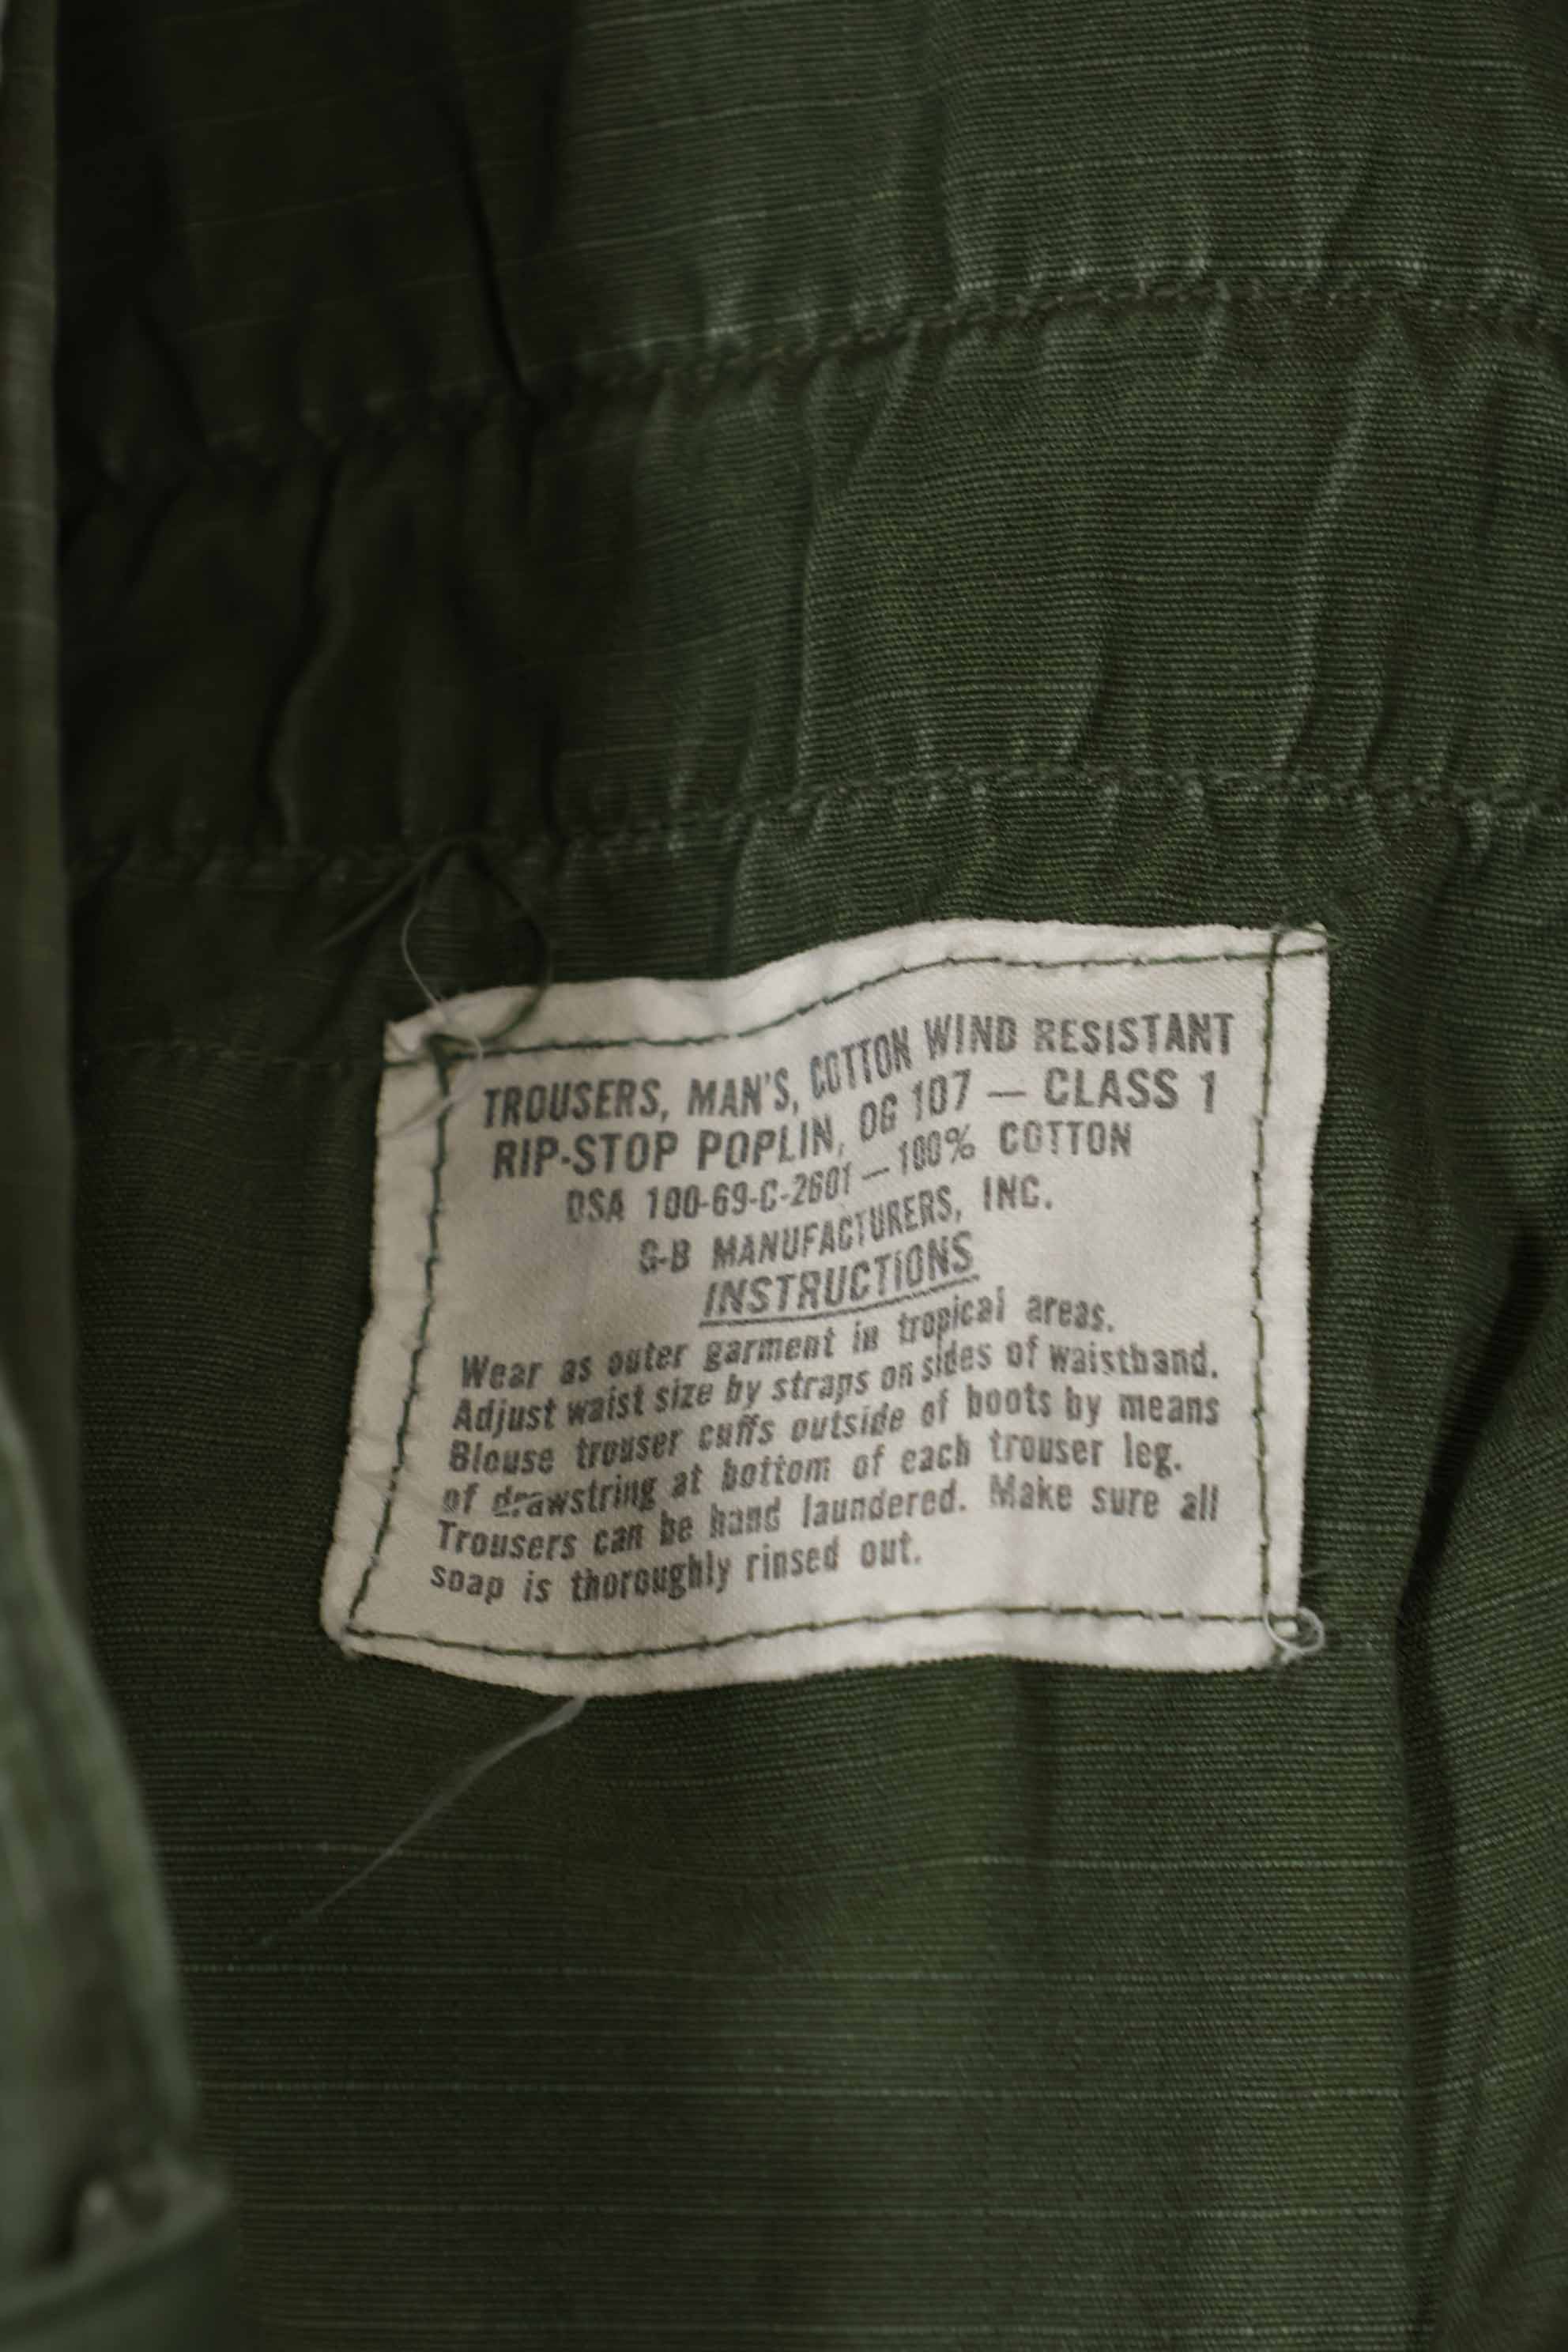 TROUSERS, MAN'S, COTTON WIND RESISTANT
RIP-STOP POPLIN, OG 107 — CLASS 1
DSA 100-69-C-2601 — 100% COTTON
G-B MANUFACTURERS, INC.
INSTRUCTIONS
Wear as outer garment in tropical areas.
Adjust waist size by straps on sides of waistband.
Blouse trouser cuffs outside of boots by means
of drawstring at bottom of each trouser leg.
Trousers can be hand laundered. Make sure all
soap is thoroughly rinsed out.